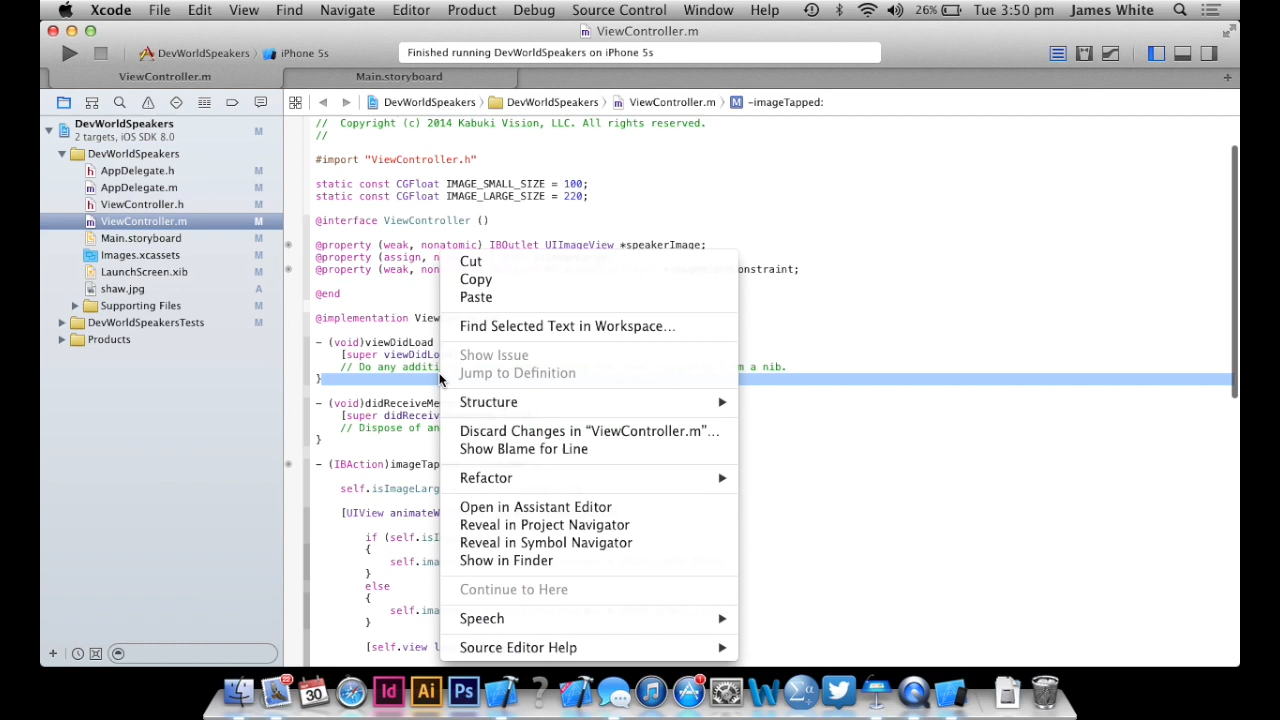 Xcode File Edit View Find Navigate Editor Product Debug Source Control Window Help 26% Tue 3:50 pm James White
ViewController.m
DevWorldSpeakers iPhone 5s Finished running DevWorldSpeakers on iPhone 5s
ViewController.m Main.storyboard +
DevWorldSpeakers DevWorldSpeakers ViewController.m M -imageTapped:
DevWorldSpeakers M
2 targets, iOS SDK 8.0
DevWorldSpeakers
h AppDelegate.h M
m AppDelegate.m M
h ViewController.h M
m ViewController.m M
Main.storyboard M
Images.xcassets M
LaunchScreen.xib M
shaw.jpg A
Supporting Files M
DevWorldSpeakersTests M
Products
// Copyright (c) 2014 Kabuki Vision, LLC. All rights reserved.
//
#import "ViewController.h"
static const CGFloat IMAGE_SMALL_SIZE = 100;
static const CGFloat IMAGE_LARGE_SIZE = 220;
@interface ViewController ()
@property (weak, nonatomic) IBOutlet UIImageView *speakerImage;
@property (assign, n
@property (weak, non onstraint;
@end
@implementation View
- (void)viewDidLoad
[super viewDidLo
// Do any additi m a nib.
}
- (void)didReceiveMe
[super didReceiv
// Dispose of an
}
- (IBAction)imageTap
self.isImageLarg
[UIView animateW
if (self.isI
{
self.ima
}
else
{
self.ima
}
[self.view l
Cut
Copy
Paste
Find Selected Text in Workspace...
Show Issue
Jump to Definition
Structure
Discard Changes in “ViewController.m”...
Show Blame for Line
Refactor
Open in Assistant Editor
Reveal in Project Navigator
Reveal in Symbol Navigator
Show in Finder
Continue to Here
Speech
Source Editor Help
30 Id Ai Ps 1